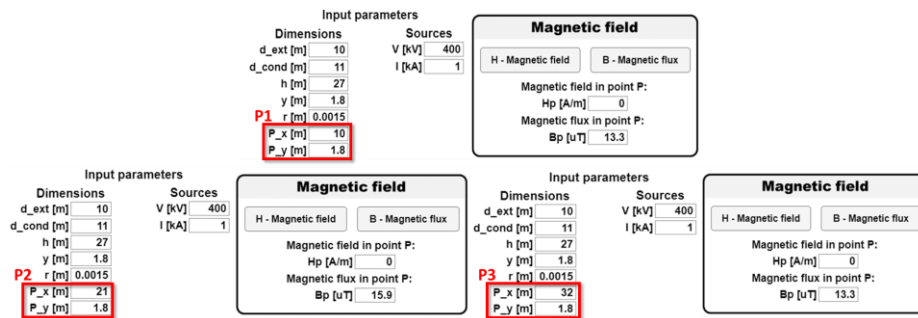 Input parameters
Dimensions Sources
d_ext [m] 10 V [kV] 400
d_cond [m] 11 I [kA] 1
h [m] 27
y [m] 1.8
P1 r [m] 0.0015
P_x [m] 10
P_y [m] 1.8
Magnetic field
H - Magnetic field B - Magnetic flux
Magnetic field in point P:
Hp [A/m] 0
Magnetic flux in point P:
Bp [uT] 13.3
Input parameters
Dimensions Sources
d_ext [m] 10 V [kV] 400
d_cond [m] 11 I [kA] 1
h [m] 27
y [m] 1.8
P2 r [m] 0.0015
P_x [m] 21
P_y [m] 1.8
Magnetic field
H - Magnetic field B - Magnetic flux
Magnetic field in point P:
Hp [A/m] 0
Magnetic flux in point P:
Bp [uT] 15.9
Input parameters
Dimensions Sources
d_ext [m] 10 V [kV] 400
d_cond [m] 11 I [kA] 1
h [m] 27
y [m] 1.8
P3 r [m] 0.0015
P_x [m] 32
P_y [m] 1.8
Magnetic field
H - Magnetic field B - Magnetic flux
Magnetic field in point P:
Hp [A/m] 0
Magnetic flux in point P:
Bp [uT] 13.3